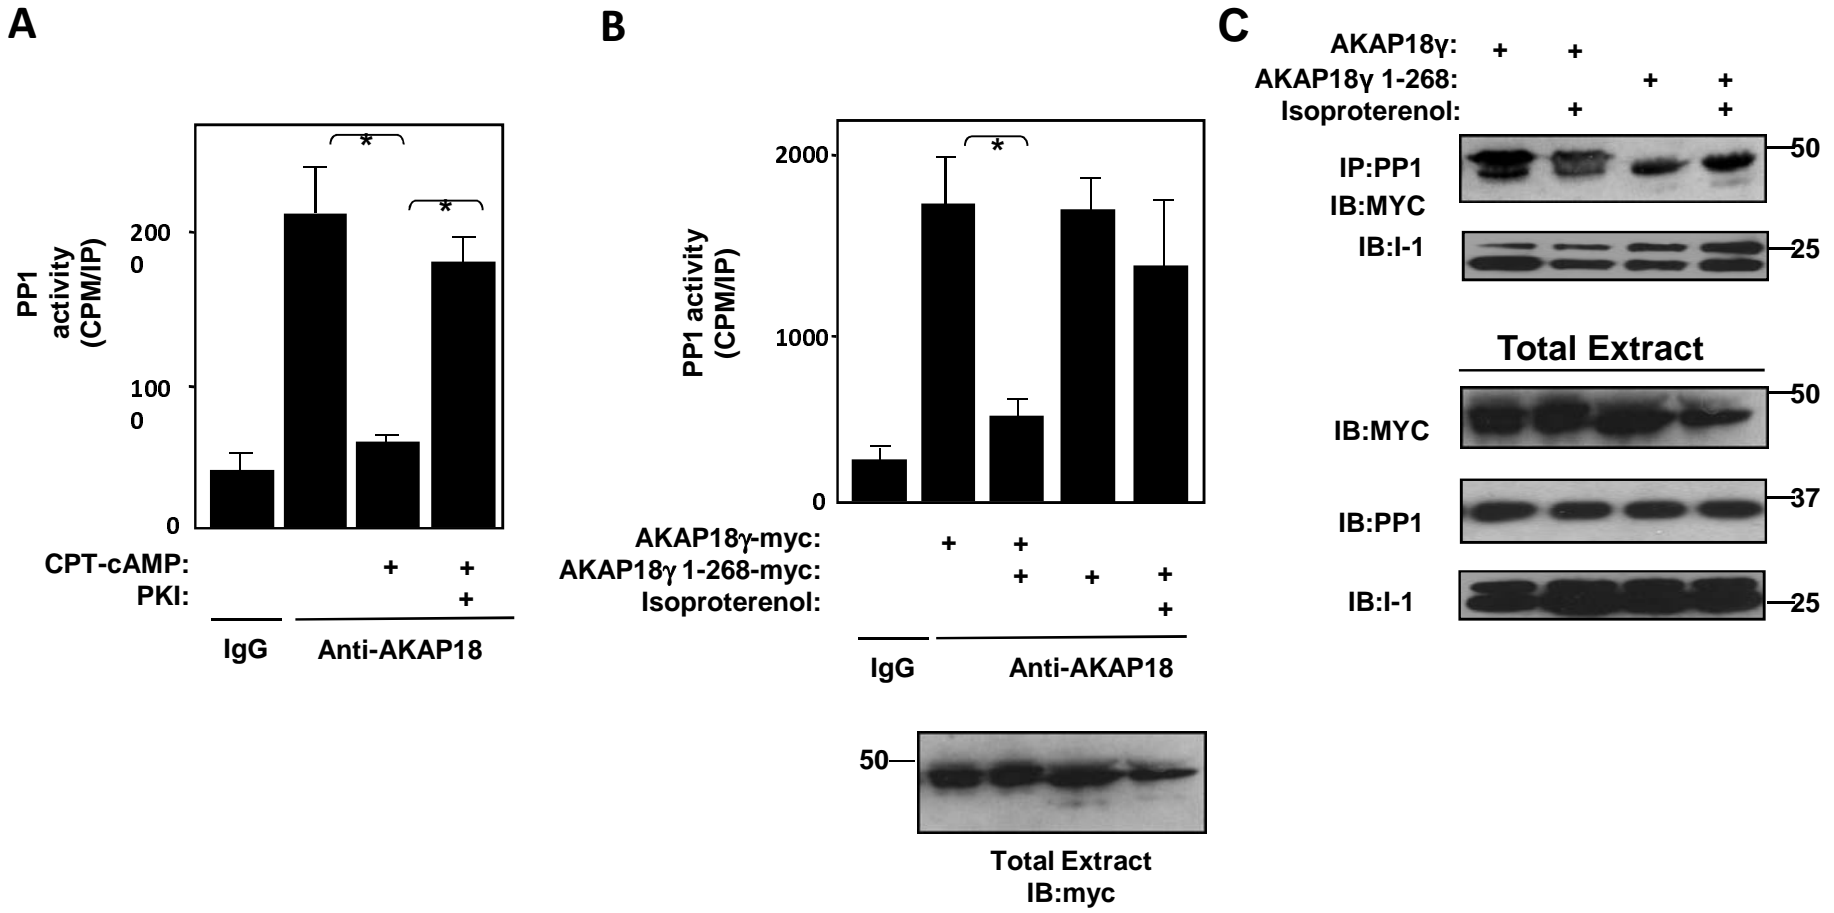 A
PP1
activity
(CPM/IP)
200
0
100
0
0
*
*
CPT-cAMP: + +
PKI: +
IgG Anti-AKAP18
B
PP1 activity
(CPM/IP)
2000
1000
0
*
AKAP18γ-myc: + +
AKAP18γ 1-268-myc: + + +
Isoproterenol: +
IgG Anti-AKAP18
50
Total Extract
IB:myc
C
AKAP18γ: + +
AKAP18γ 1-268: + +
Isoproterenol: + +
IP:PP1 50
IB:MYC
IB:I-1 25
Total Extract
50
IB:MYC
37
IB:PP1
IB:I-1 25